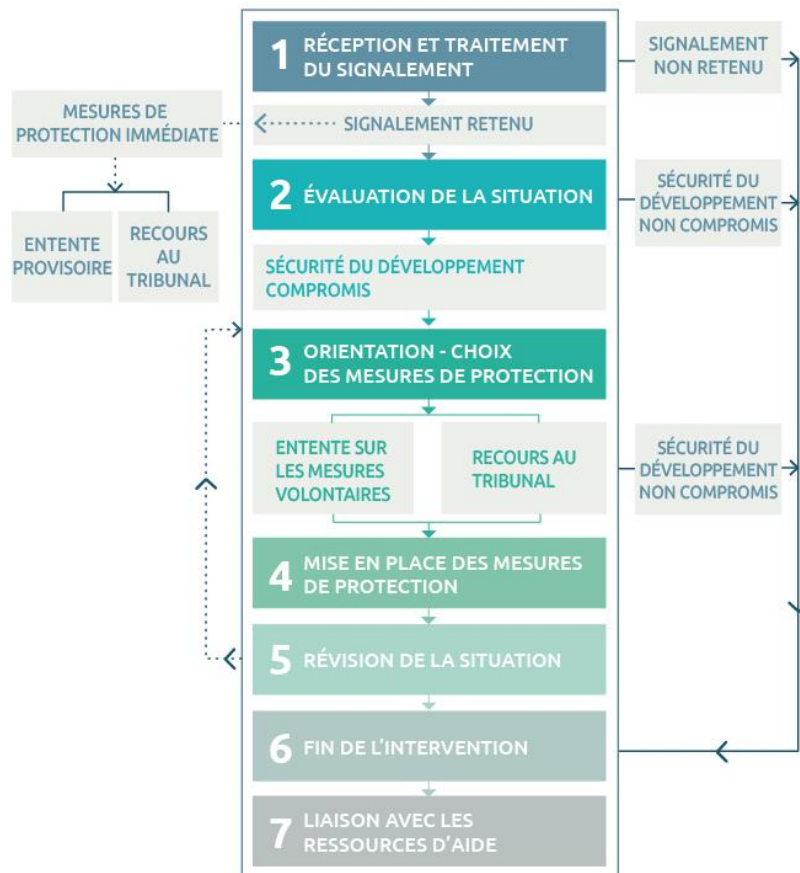 1 RÉCEPTION ET TRAITEMENT
DU SIGNALEMENT
SIGNALEMENT
NON RETENU
MESURES DE
PROTECTION IMMÉDIATE
SIGNALEMENT RETENU
ENTENTE
PROVISOIRE
RECOURS
AU
TRIBUNAL
2 ÉVALUATION DE LA SITUATION
SÉCURITÉ DU
DÉVELOPPEMENT
NON COMPROMIS
SÉCURITÉ DU DÉVELOPPEMENT
COMPROMIS
3 ORIENTATION - CHOIX
DES MESURES DE PROTECTION
ENTENTE SUR
LES MESURES
VOLONTAIRES
RECOURS AU
TRIBUNAL
SÉCURITÉ DU
DÉVELOPPEMENT
NON COMPROMIS
4 MISE EN PLACE DES MESURES
DE PROTECTION
5 RÉVISION DE LA SITUATION
6 FIN DE L'INTERVENTION
7 LIAISON AVEC LES
RESSOURCES D'AIDE